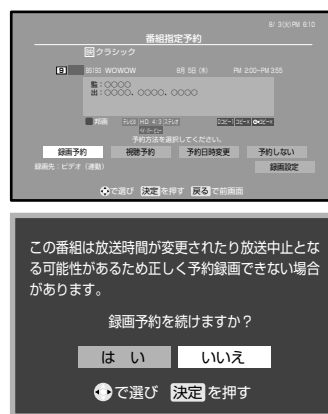 8/ 3(火)PM 6:10
番組指定予約
クラシック
BS193 WOWOW 8月 5日 (木) PM 2:00~PM 3:55
監:○○○○
出:○○○○、○○○○、○○○○
予約方法を選択してください。
録画予約 視聴予約 予約日時変更 予約しない
録画先:ビデオ(連動) 録画設定
で選び 決定 を押す 戻る で前画面
この番組は放送時間が変更されたり放送中止とな
る可能性があるため正しく予約録画できない場合
があります。
録画予約を続けますか?
はい いいえ
で選び 決定 を押す